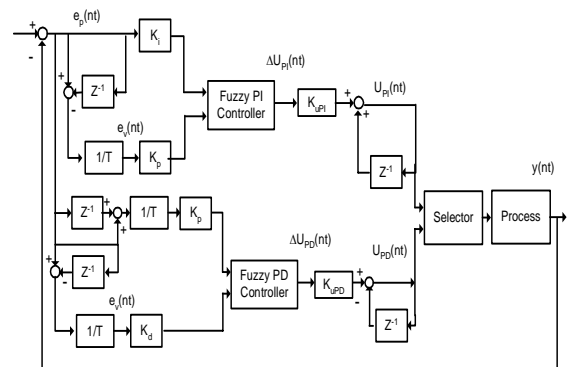 +
e_p(nt)
-
K_i
ΔU_PI(nt)
U_PI(nt)
+
Z^-1
-
Fuzzy PI
Controller
K_uPI
+
+
e_v(nt)
1/T
K_p
Z^-1
y(nt)
Z^-1
+
+
1/T
K_p
Selector
Process
ΔU_PD(nt)
U_PD(nt)
+
-
Z^-1
Fuzzy PD
Controller
K_uPD
+
-
e_v(nt)
Z^-1
1/T
K_d